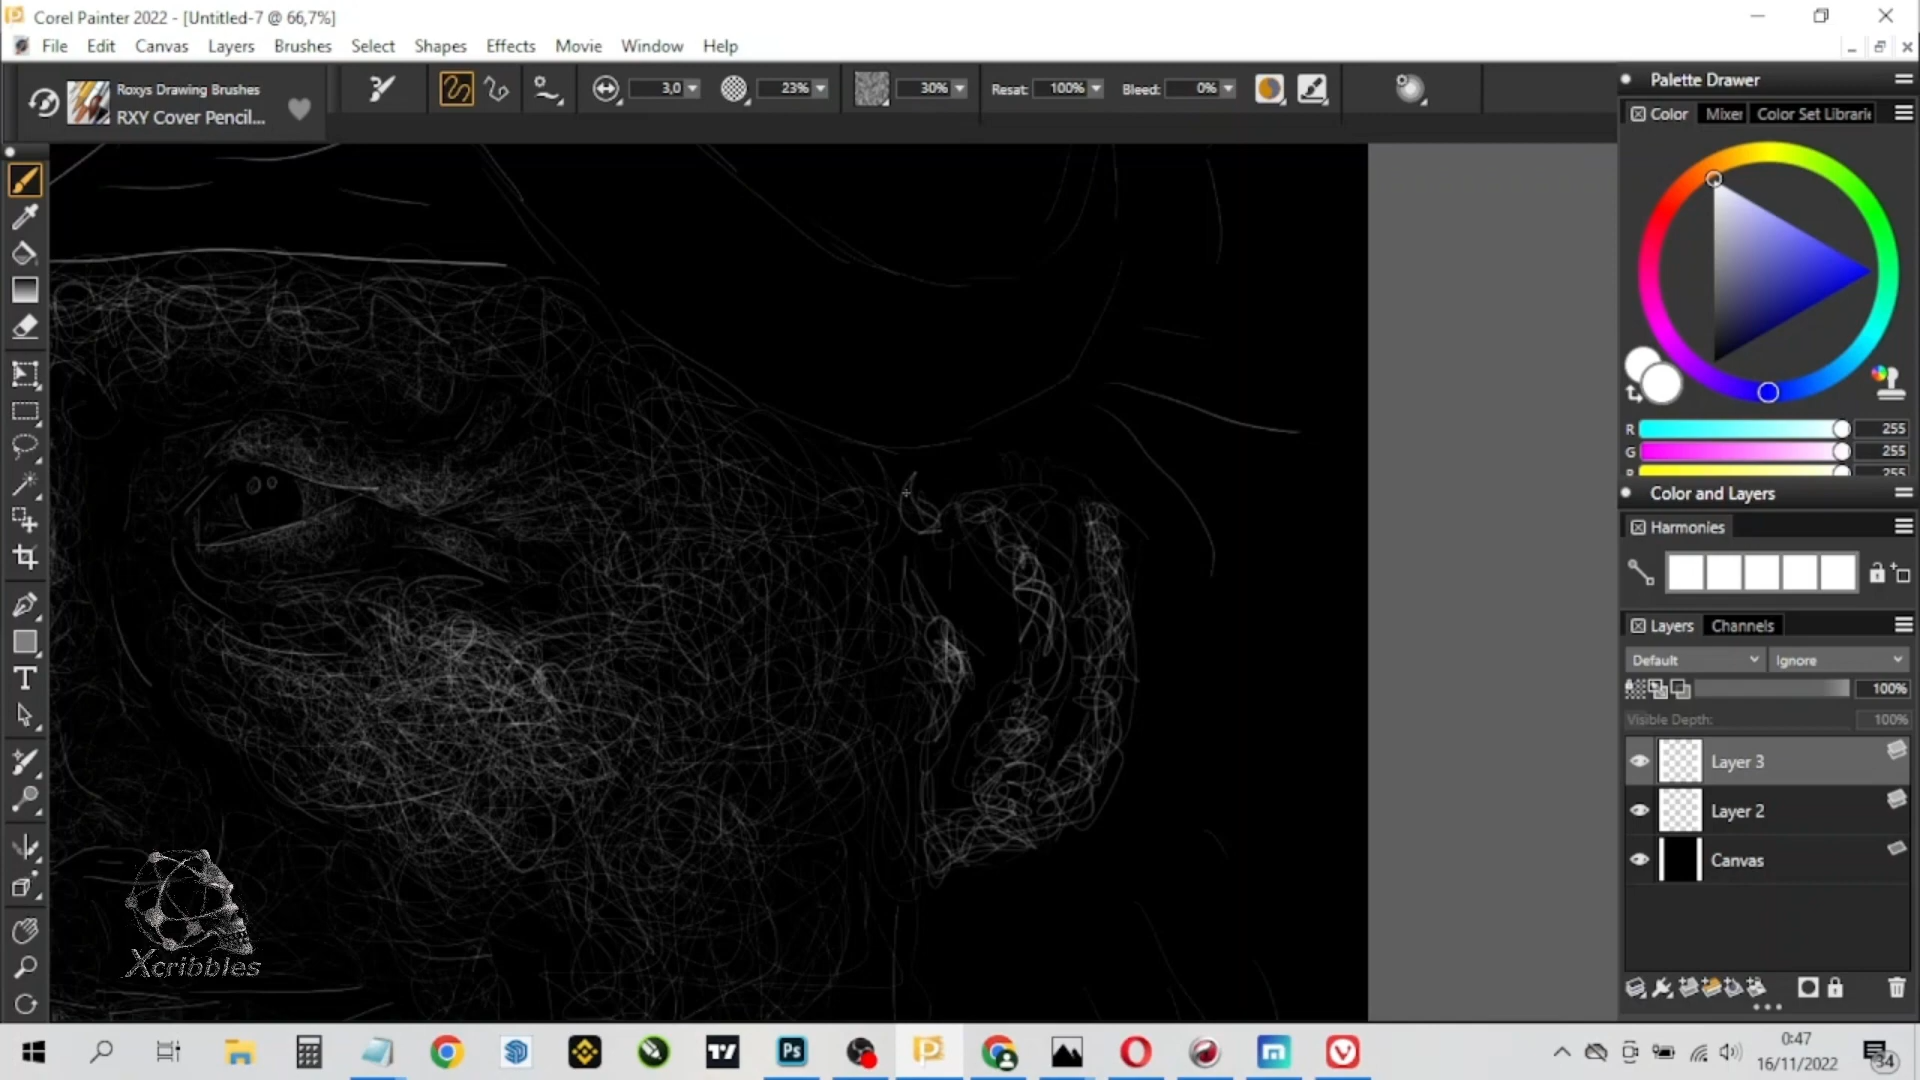 Corel Painter 2022 - [Untitled-7 @ 66,7%]
File Edit Canvas Layers Brushes Select Shapes Effects Movie Window Help
Roxys Drawing Brushes
RXY Cover Pencil...
3,0 23% 30% Resat: 100% Bleed: 0%
Palette Drawer
Color Mixer Color Set Librarie
R 255
G 255
255
Color and Layers
Harmonies
Layers Channels
Default Ignore
100%
Visible Depth: 100%
Layer 3
Layer 2
Canvas
T
Xcribbles
Ps
0:47
16/11/2022
34